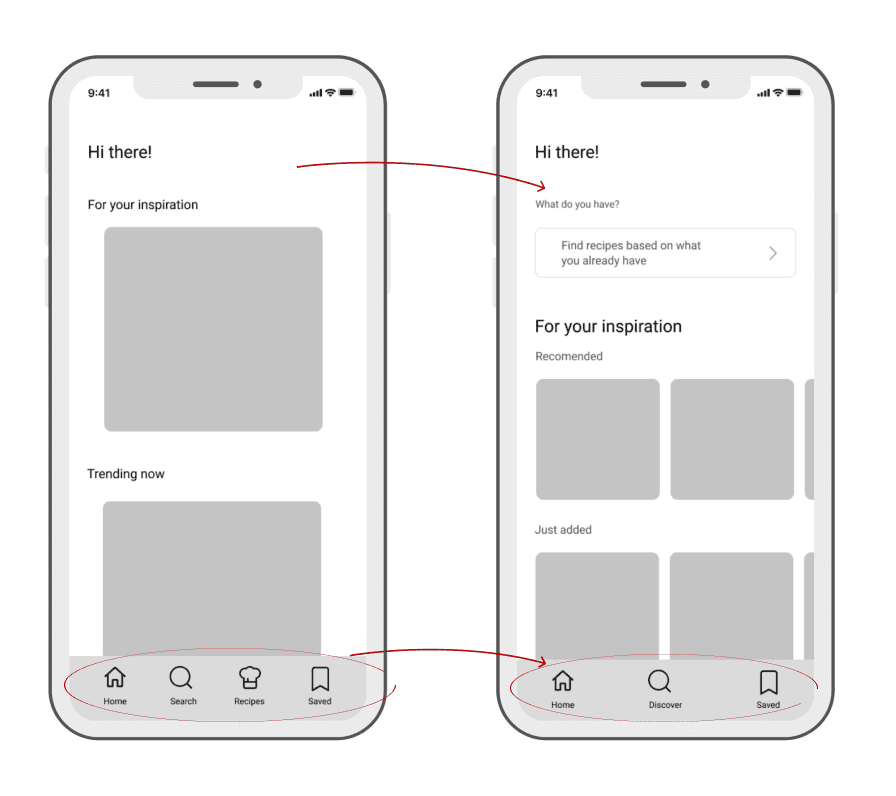 9:41
Hi there!
For your inspiration
Trending now
Home
Search
Recipes
Saved
9:41
Hi there!
What do you have?
Find recipes based on what
you already have
For your inspiration
Recomended
Just added
Home
Discover
Saved